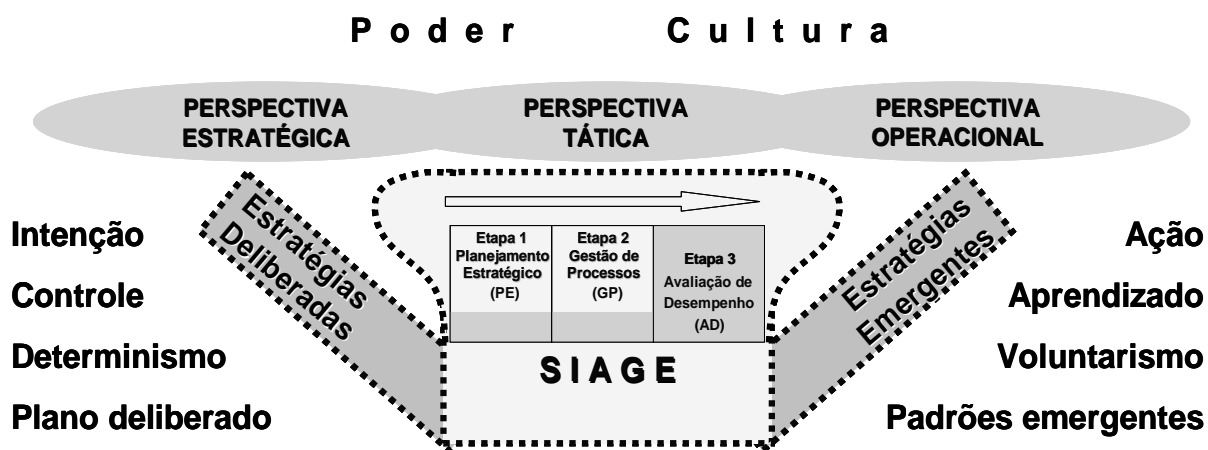 Poder Cultura
PERSPECTIVA
ESTRATÉGICA
PERSPECTIVA
TÁTICA
PERSPECTIVA
OPERACIONAL
Intenção
Controle
Determinismo
Plano deliberado
Estratégias
Deliberadas
Etapa 1
Planejamento
Estratégico
(PE)
Etapa 2
Gestão de
Processos
(GP)
Etapa 3
Avaliação de
Desempenho
(AD)
SIAGE
Estratégias
Emergentes
Ação
Aprendizado
Voluntarismo
Padrões emergentes